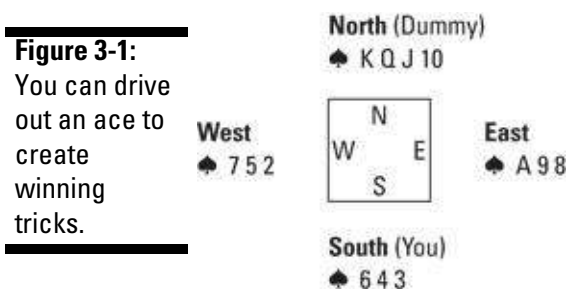 Figure 3-1:
You can drive
out an ace to
create
winning
tricks.
North (Dummy)
♠ K Q J 10
West
♠ 7 5 2
N
W E
S
East
♠ A 9 8
South (You)
♠ 6 4 3